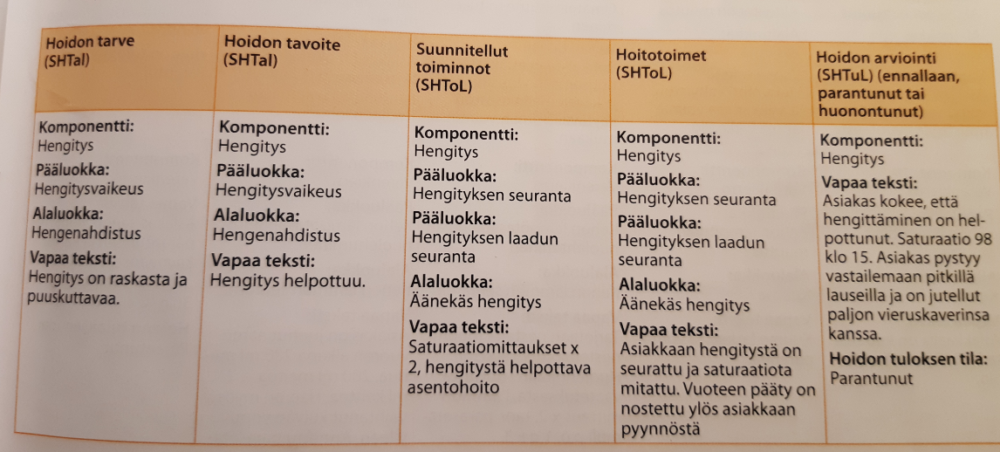 Hoidon tarve
(SHTal)
Komponentti:
Hengitys
Pääluokka:
Hengitysvaikeus
Alaluokka:
Hengenahdistus
Vapaa teksti:
Hengitys on raskasta ja
puuskuttavaa.
Hoidon tavoite
(SHTal)
Komponentti:
Hengitys
Pääluokka:
Hengitysvaikeus
Alaluokka:
Hengenahdistus
Vapaa teksti:
Hengitys helpottuu.
Suunnitellut
toiminnot
(SHToL)
Komponentti:
Hengitys
Pääluokka:
Hengityksen seuranta
Pääluokka:
Hengityksen laadun
seuranta
Alaluokka:
Äänekäs hengitys
Vapaa teksti:
Saturaatiomittaukset x
2, hengitystä helpottava
asentohoito
Hoitotoimet
(SHToL)
Komponentti:
Hengitys
Pääluokka:
Hengityksen seuranta
Pääluokka:
Hengityksen laadun
seuranta
Alaluokka:
Äänekäs hengitys
Vapaa teksti:
Asiakkaan hengitystä on
seurattu ja saturaatiota
mitattu. Vuoteen pääty on
nostettu ylös asiakkaan
pyynnöstä
Hoidon arviointi
(SHTuL) (ennallaan,
parantunut tai
huonontunut)
Komponentti:
Hengitys
Vapaa teksti:
Asiakas kokee, että
hengittäminen on hel-
pottunut. Saturaatio 98
klo 15. Asiakas pystyy
vastailemaan pitkillä
lauseilla ja on jutellut
paljon vieruskaverinsa
kanssa.
Hoidon tuloksen tila:
Parantunut